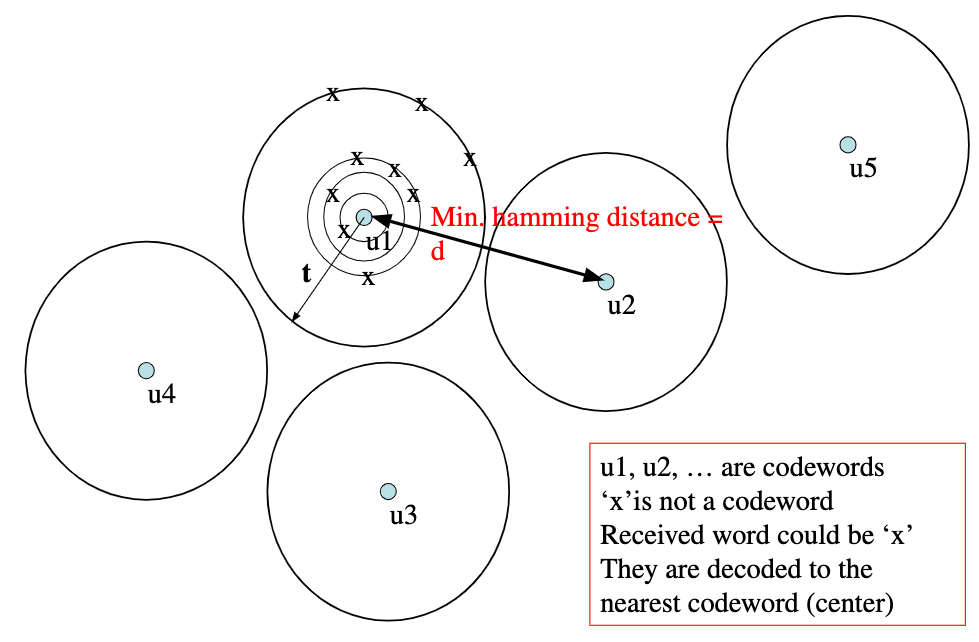 x
x
x
x
x
x
x
x
x
u1
t
Min. hamming distance =
d
u2
u5
u4
u3
u1, u2, … are codewords
‘x’is not a codeword
Received word could be ‘x’
They are decoded to the
nearest codeword (center)